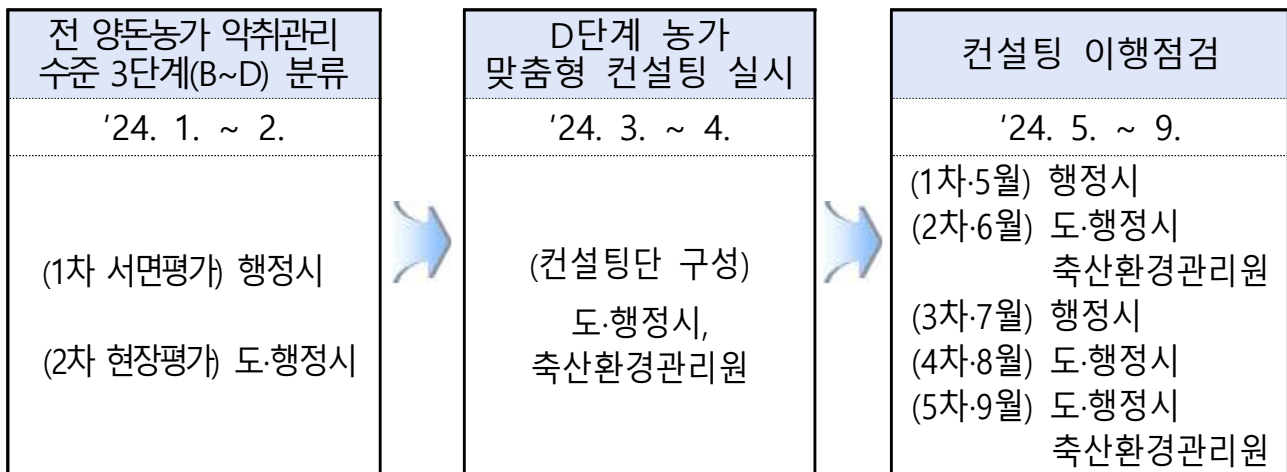 전 양돈농가 악취관리
수준 3단계(B~D) 분류
'24. 1. ~ 2.
(1차 서면평가) 행정시
(2차 현장평가) 도·행정시
D단계 농가
맞춤형 컨설팅 실시
'24. 3. ~ 4.
(컨설팅단 구성)
도·행정시,
축산환경관리원
컨설팅 이행점검
'24. 5. ~ 9.
(1차·5월) 행정시
(2차·6월) 도·행정시
축산환경관리원
(3차·7월) 행정시
(4차·8월) 도·행정시
(5차·9월) 도·행정시
축산환경관리원